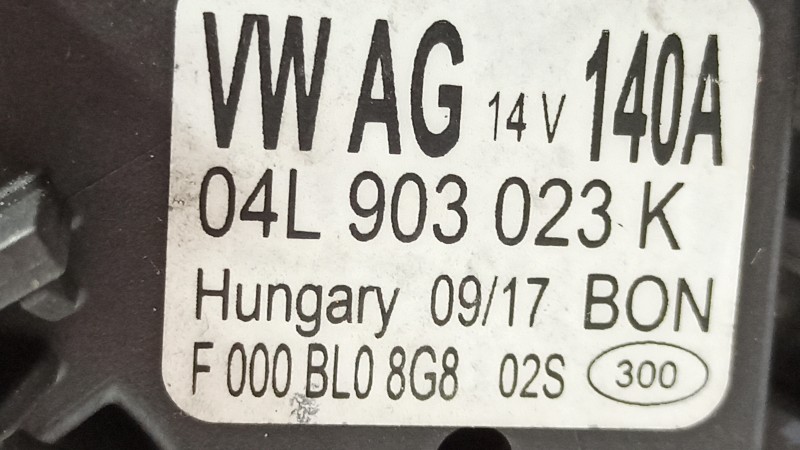 VW AG 14 V 140A
04L 903 023 K
Hungary 09/17 BON
F 000 BL0 8G8 02S 300